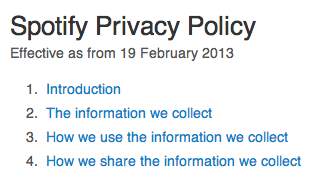 Spotify Privacy Policy
Effective as from 19 February 2013
1. Introduction
2. The information we collect
3. How we use the information we collect
4. How we share the information we collect